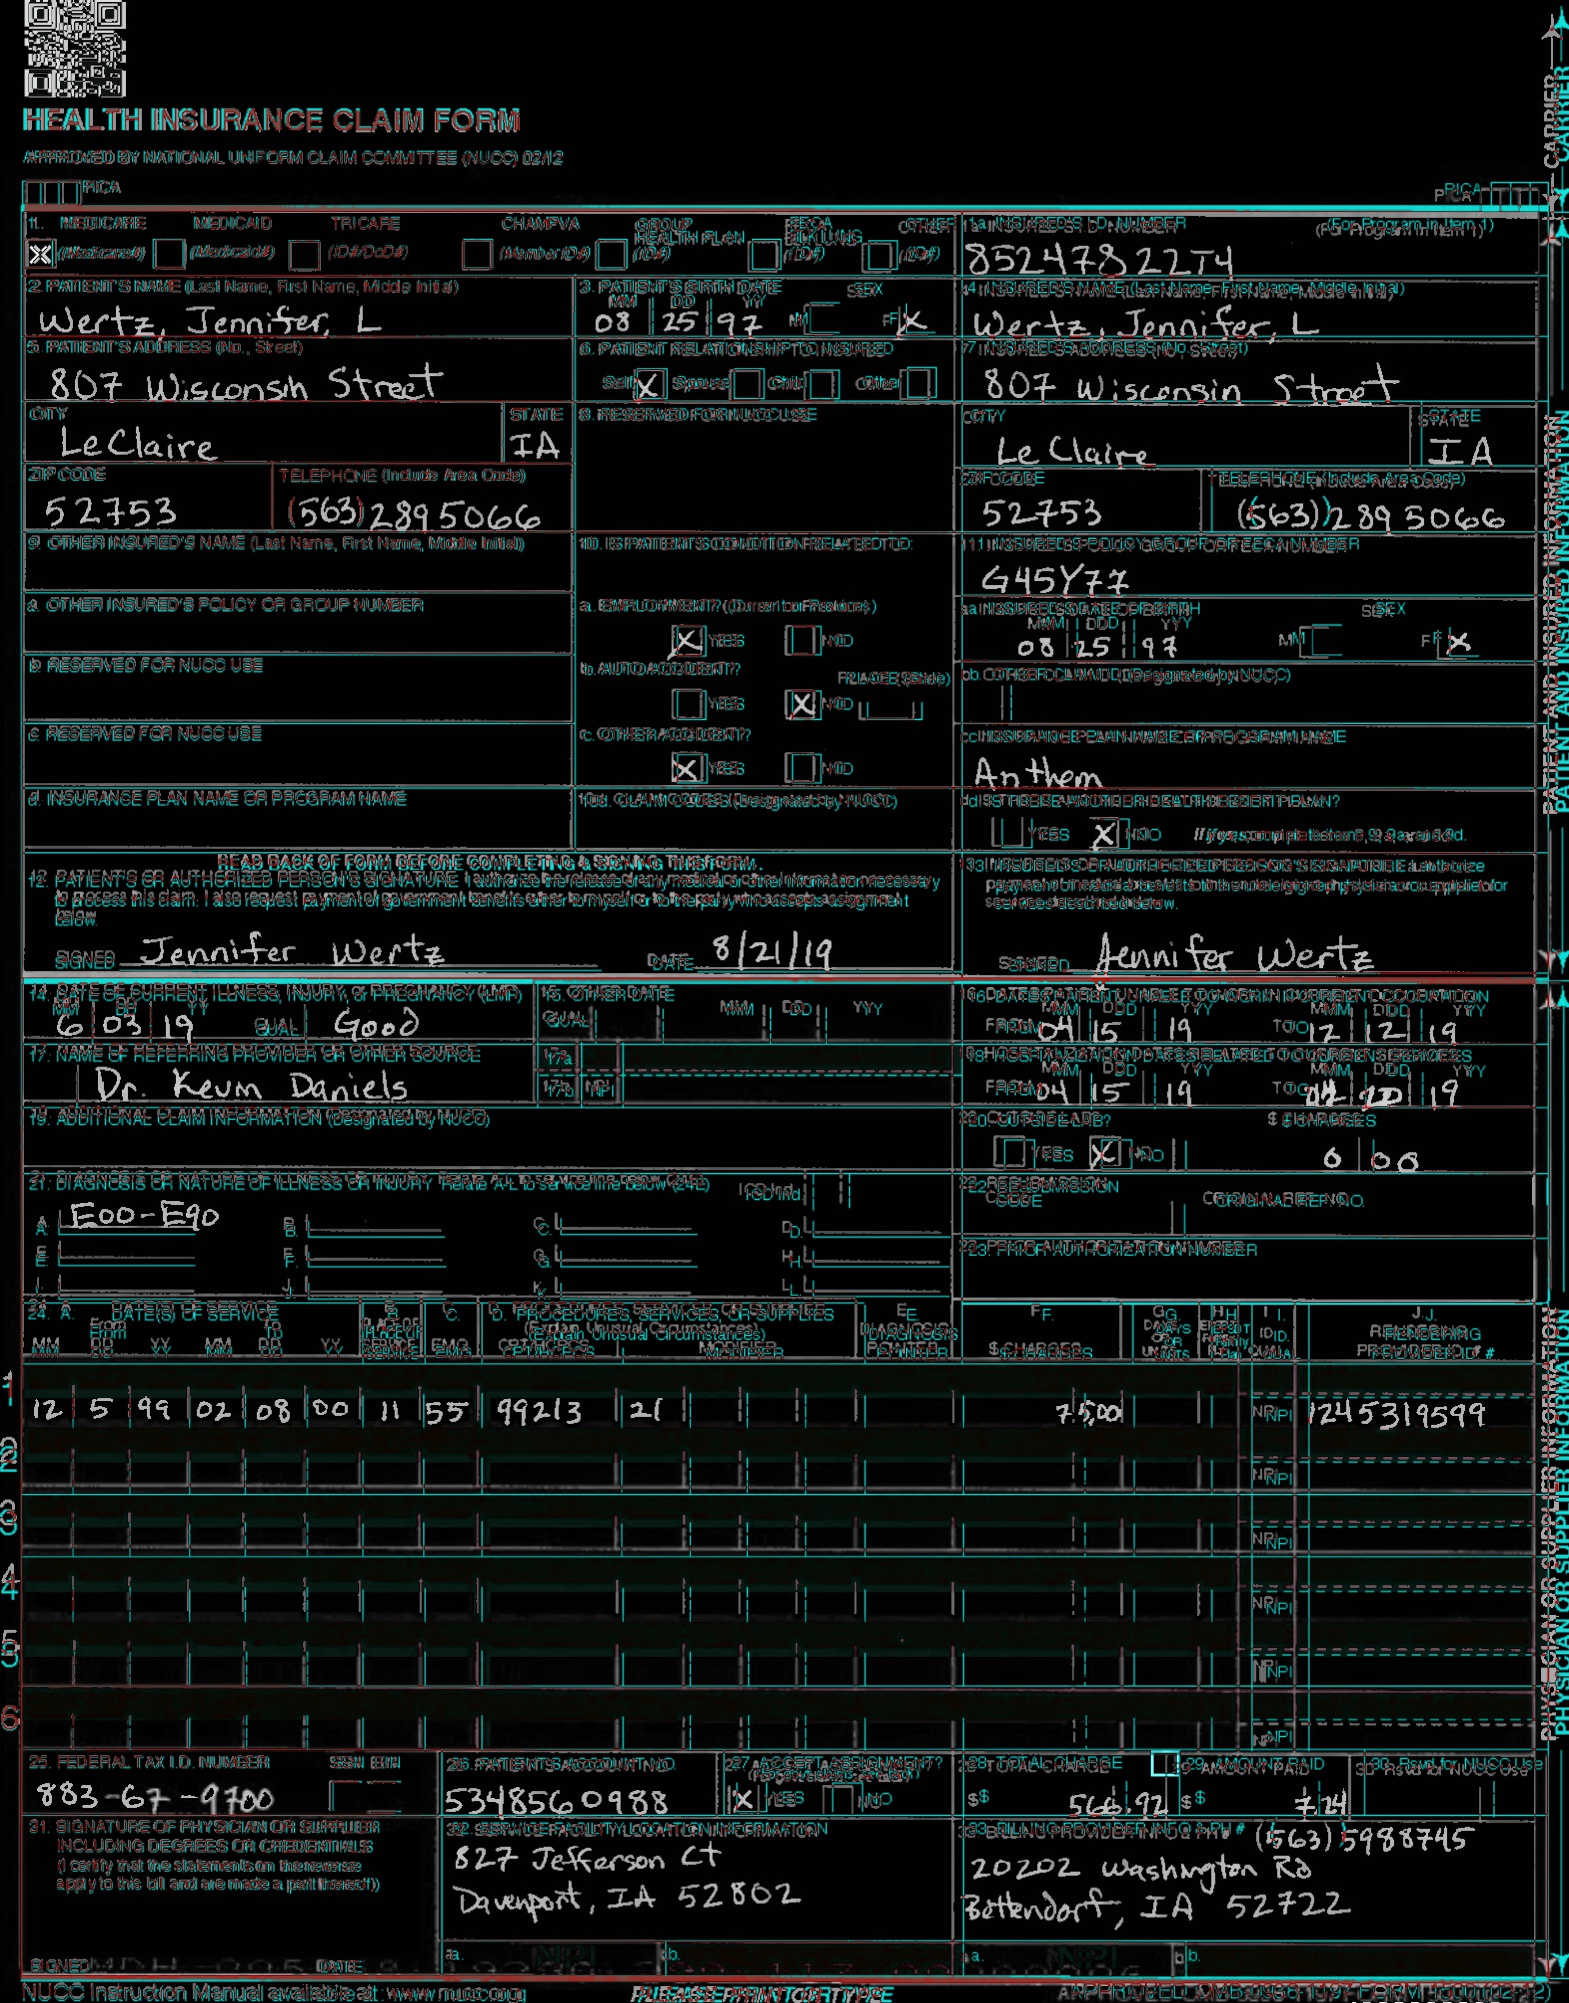 HEALTH INSURANCE CLAIM FORM
APPROVED BY NATIONAL UNIFORM CLAIM COMMITTEE (NUCC) 02/12
PICA
PICA
CARRIER
1. MEDICARE MEDICAID TRICARE CHAMPVA GROUP HEALTH PLAN FECA BLK LUNG OTHER
X (Medicare#) (Medicaid#) (ID#/DoD#) (Member ID#) (ID#) (ID#) (ID#)
1a. INSURED'S I.D. NUMBER (For Program in Item 1)
85247822T4
2. PATIENT'S NAME (Last Name, First Name, Middle Initial)
Wertz, Jennifer, L
3. PATIENT'S BIRTH DATE SEX
MM DD YY
08 25 97 M F X
4. INSURED'S NAME (Last Name, First Name, Middle Initial)
Wertz, Jennifer, L
5. PATIENT'S ADDRESS (No., Street)
807 Wisconsin Street
6. PATIENT RELATIONSHIP TO INSURED
Self X Spouse Child Other
7. INSURED'S ADDRESS (No., Street)
807 Wisconsin Street
CITY STATE
LeClaire IA
8. RESERVED FOR NUCC USE
CITY STATE
Le Claire IA
ZIP CODE TELEPHONE (Include Area Code)
52753 (563) 289 5066
ZIP CODE TELEPHONE (Include Area Code)
52753 (563) 289 5066
9. OTHER INSURED'S NAME (Last Name, First Name, Middle Initial)
10. IS PATIENT'S CONDITION RELATED TO:
11. INSURED'S POLICY GROUP OR FECA NUMBER
G45Y77
a. OTHER INSURED'S POLICY OR GROUP NUMBER
a. EMPLOYMENT? (Current or Previous)
X YES NO
a. INSURED'S DATE OF BIRTH SEX
MM DD YY
08 25 97 M F X
b. RESERVED FOR NUCC USE
b. AUTO ACCIDENT? PLACE (State)
YES X NO
b. OTHER CLAIM ID (Designated by NUCC)
c. RESERVED FOR NUCC USE
c. OTHER ACCIDENT?
X YES NO
c. INSURANCE PLAN NAME OR PROGRAM NAME
Anthem
d. INSURANCE PLAN NAME OR PROGRAM NAME
10d. CLAIM CODES (Designated by NUCC)
d. IS THERE ANOTHER HEALTH BENEFIT PLAN?
YES X NO If yes, complete items 9, 9a, and 9d.
READ BACK OF FORM BEFORE COMPLETING & SIGNING THIS FORM.
12. PATIENT'S OR AUTHORIZED PERSON'S SIGNATURE I authorize the release of any medical or other information necessary
to process this claim. I also request payment of government benefits either to myself or to the party who accepts assignment
below.
SIGNED Jennifer Wertz DATE 8/21/19
13. INSURED'S OR AUTHORIZED PERSON'S SIGNATURE I authorize
payment of medical benefits to the undersigned physician or supplier for
services described below.
SIGNED Jennifer Wertz
PATIENT AND INSURED INFORMATION
14. DATE OF CURRENT ILLNESS, INJURY, or PREGNANCY (LMP)
MM DD YY
6 03 19 QUAL. Good
15. OTHER DATE
QUAL. MM DD YY
16. DATES PATIENT UNABLE TO WORK IN CURRENT OCCUPATION
MM DD YY MM DD YY
FROM 04 15 19 TO 12 12 19
17. NAME OF REFERRING PROVIDER OR OTHER SOURCE
Dr. Kevin Daniels
17a.
17b. NPI
18. HOSPITALIZATION DATES RELATED TO CURRENT SERVICES
MM DD YY MM DD YY
FROM 04 15 19 TO 19
19. ADDITIONAL CLAIM INFORMATION (Designated by NUCC)
20. OUTSIDE LAB? $ CHARGES
YES X NO 0 00
21. DIAGNOSIS OR NATURE OF ILLNESS OR INJURY Relate A-L to service line below (24E) ICD Ind.
A. E00-E90 B. C. D.
E. F. G. H.
I. J. K. L.
22. RESUBMISSION CODE ORIGINAL REF. NO.
23. PRIOR AUTHORIZATION NUMBER
24. A. DATE(S) OF SERVICE B. C. D. PROCEDURES, SERVICES, OR SUPPLIES E. F. G. H. I. J.
From To PLACE OF SERVICE EMG (Explain Unusual Circumstances) DIAGNOSIS POINTER $ CHARGES DAYS OR UNITS ID. QUAL. RENDERING PROVIDER ID. #
MM DD YY MM DD YY CPT/HCPCS MODIFIER
1 12 5 99 02 08 00 11 55 99213 21 75,00 NPI 1245319599
2 NPI
3 NPI
4 NPI
5 NPI
6 NPI
25. FEDERAL TAX I.D. NUMBER SSN EIN
883-67-9700
26. PATIENT'S ACCOUNT NO.
5348560988
27. ACCEPT ASSIGNMENT?
X YES NO
28. TOTAL CHARGE
$ 566.92
29. AMOUNT PAID
$ 7 24
30. Rsvd for NUCC Use
31. SIGNATURE OF PHYSICIAN OR SUPPLIER
INCLUDING DEGREES OR CREDENTIALS
(I certify that the statements on the reverse
apply to this bill and are made a part thereof.)
SIGNED DATE
32. SERVICE FACILITY LOCATION INFORMATION
827 Jefferson Ct
Davenport, IA 52802
a. NPI b.
33. BILLING PROVIDER INFO & PH # (563) 5988745
20202 Washington Rd
Bettendorf, IA 52722
a. NPI b.
PHYSICIAN OR SUPPLIER INFORMATION
NUCC Instruction Manual available at: www.nucc.org
PLEASE PRINT OR TYPE